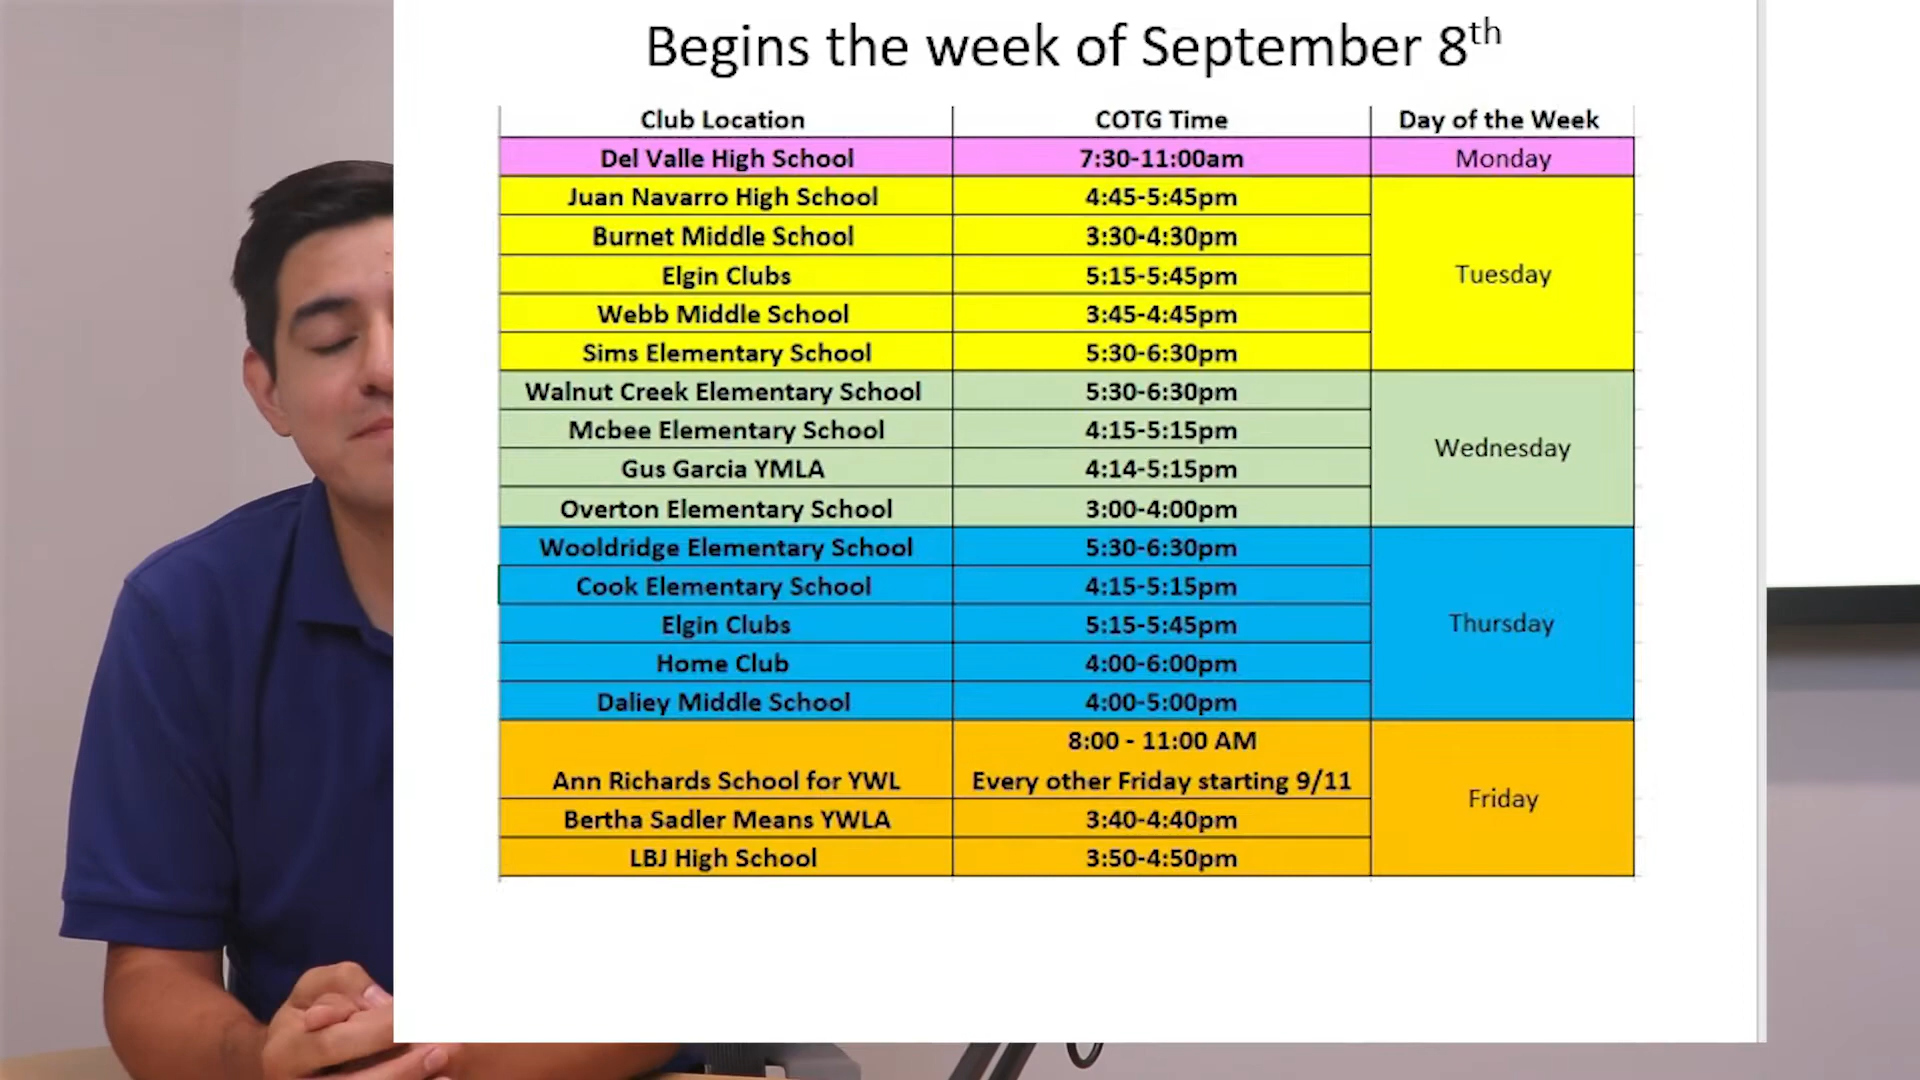 Begins the week of September 8th
Club Location COTG Time Day of the Week
Del Valle High School 7:30-11:00am Monday
Juan Navarro High School 4:45-5:45pm
Burnet Middle School 3:30-4:30pm
Elgin Clubs 5:15-5:45pm Tuesday
Webb Middle School 3:45-4:45pm
Sims Elementary School 5:30-6:30pm
Walnut Creek Elementary School 5:30-6:30pm
Mcbee Elementary School 4:15-5:15pm
Wednesday
Gus Garcia YMLA 4:14-5:15pm
Overton Elementary School 3:00-4:00pm
Wooldridge Elementary School 5:30-6:30pm
Cook Elementary School 4:15-5:15pm
Elgin Clubs 5:15-5:45pm Thursday
Home Club 4:00-6:00pm
Daliey Middle School 4:00-5:00pm
8:00 - 11:00 AM
Ann Richards School for YWL Every other Friday starting 9/11
Friday
Bertha Sadler Means YWLA 3:40-4:40pm
LBJ High School 3:50-4:50pm